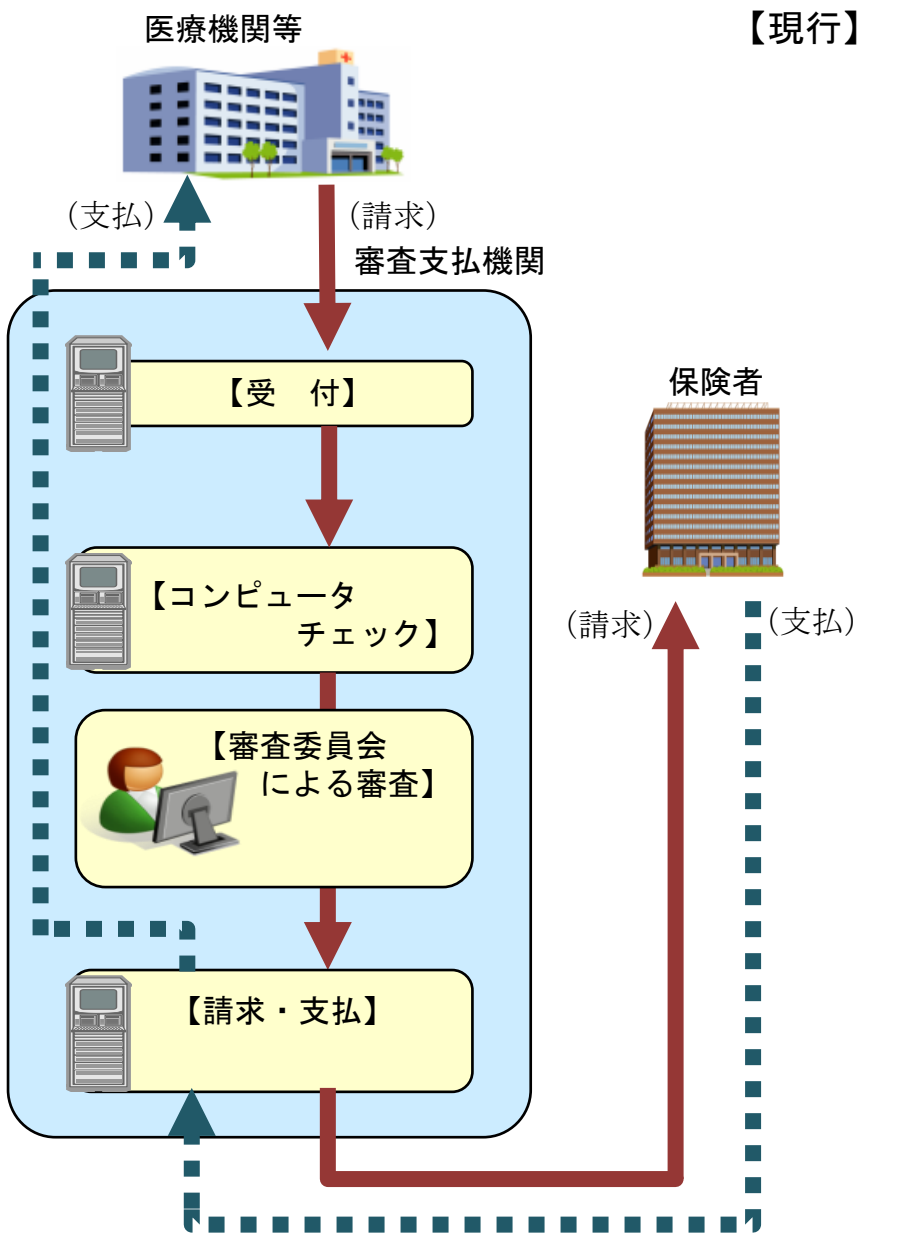 医療機関等
【現行】
（支払）
（請求）
審査支払機関
【受　付】
保険者
【コンピュータ
チェック】
（請求）
（支払）
【審査委員会
による審査】
【請求・支払】